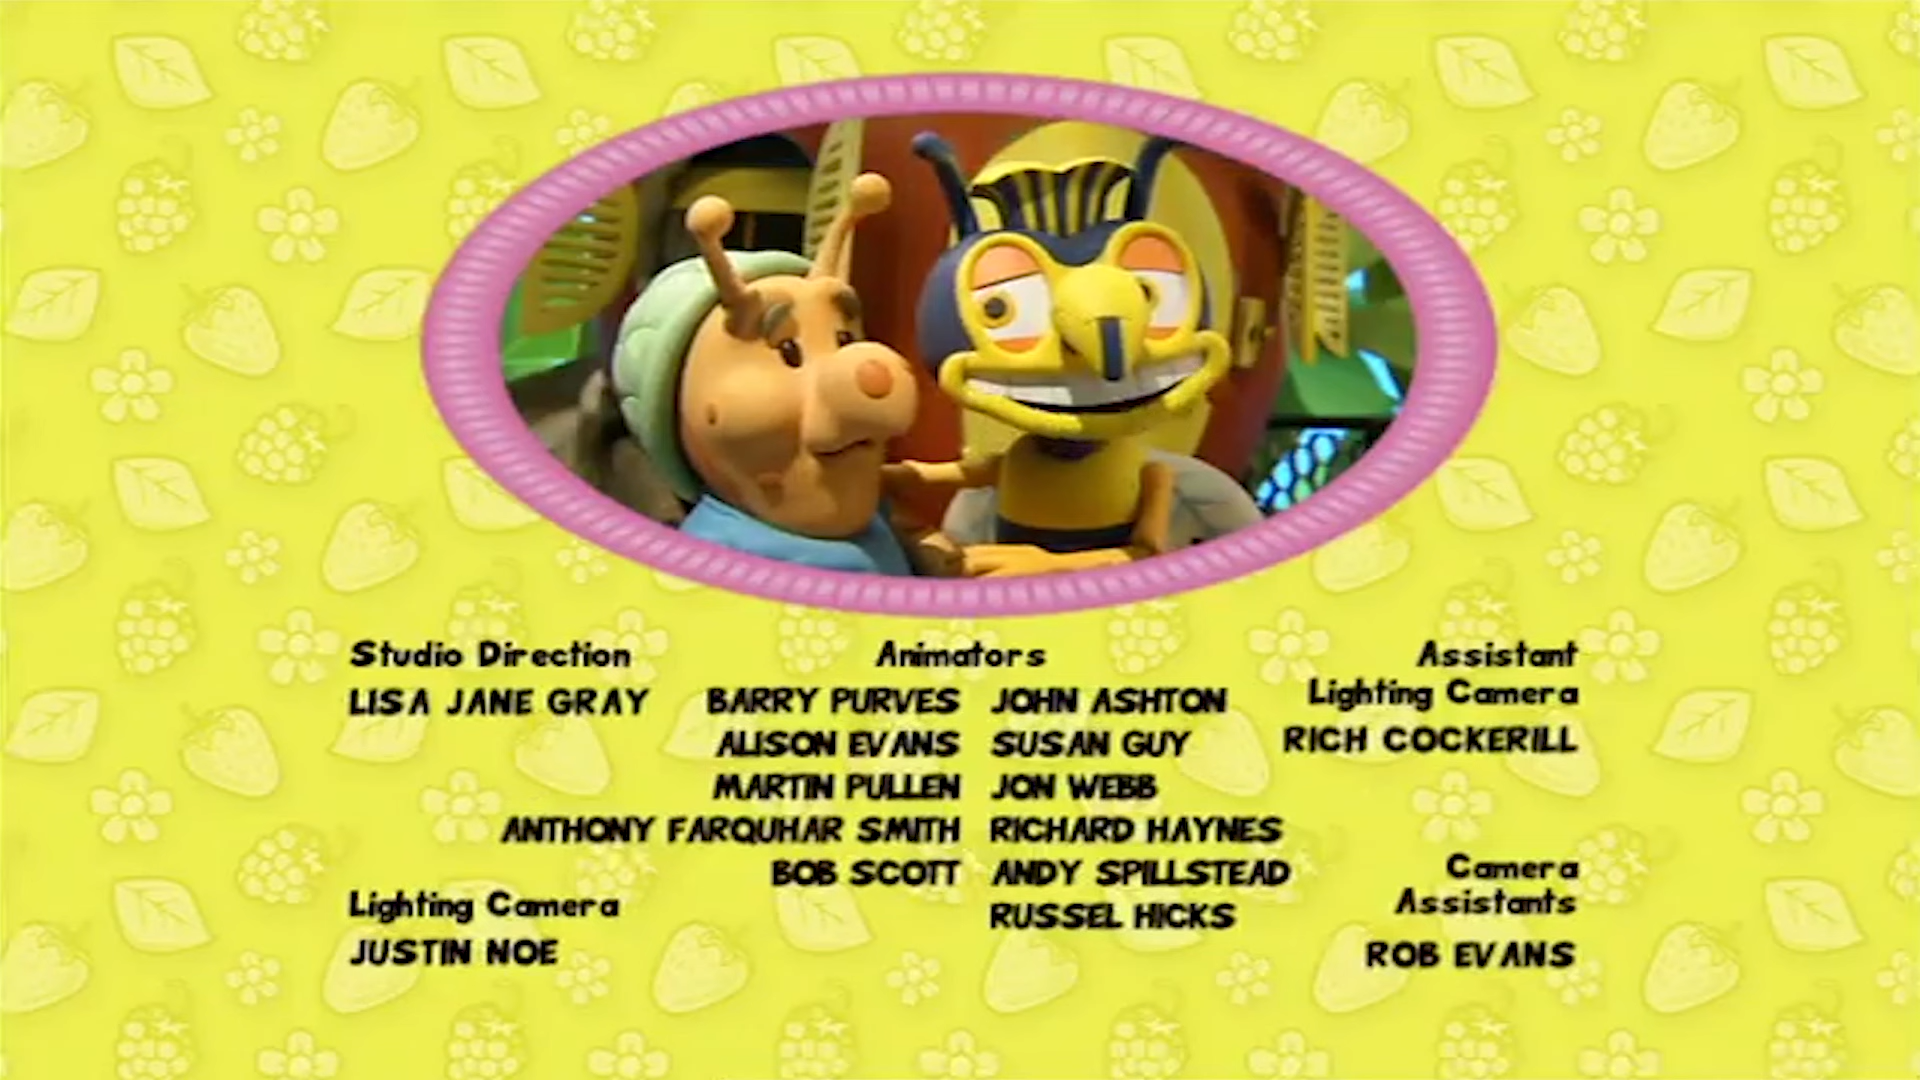 Studio Direction
LISA JANE GRAY
Lighting Camera
JUSTIN NOE
Animators
BARRY PURVES JOHN ASHTON
ALISON EVANS SUSAN GUY
MARTIN PULLEN JON WEBB
ANTHONY FARQUHAR SMITH RICHARD HAYNES
BOB SCOTT ANDY SPILLSTEAD
RUSSEL HICKS
Assistant
Lighting Camera
RICH COCKERILL
Camera
Assistants
ROB EVANS